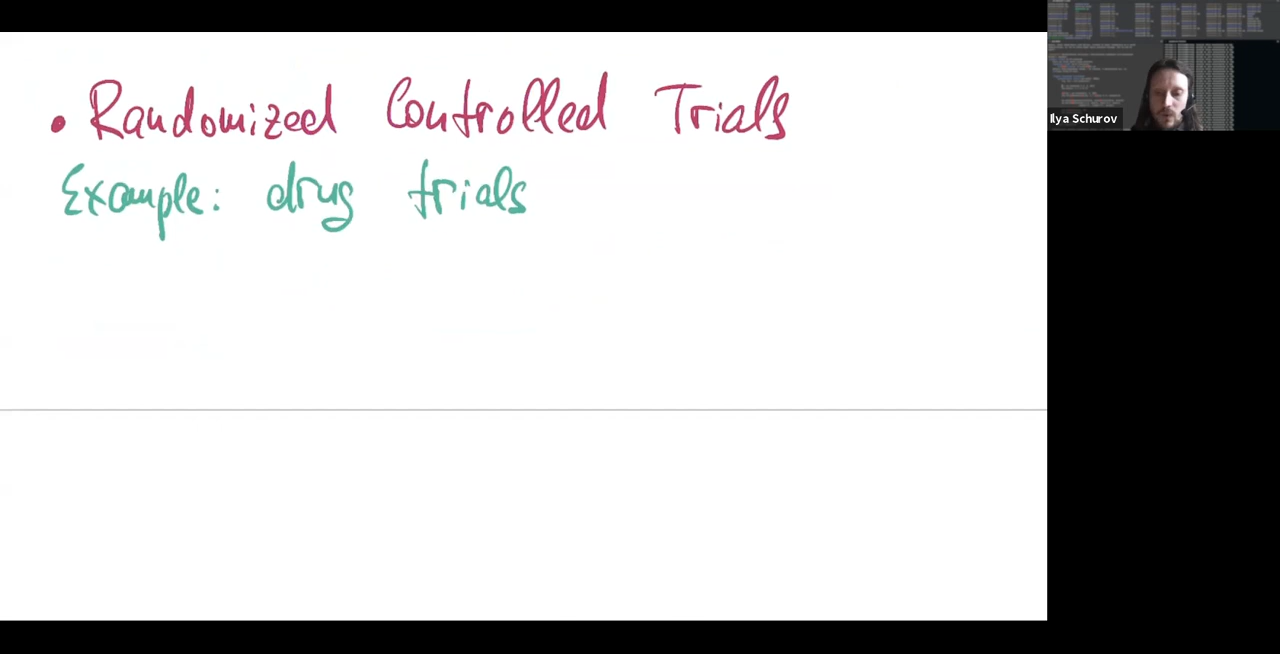 • Randomized Controlled Trials
Example: drug trials
Ilya Schurov